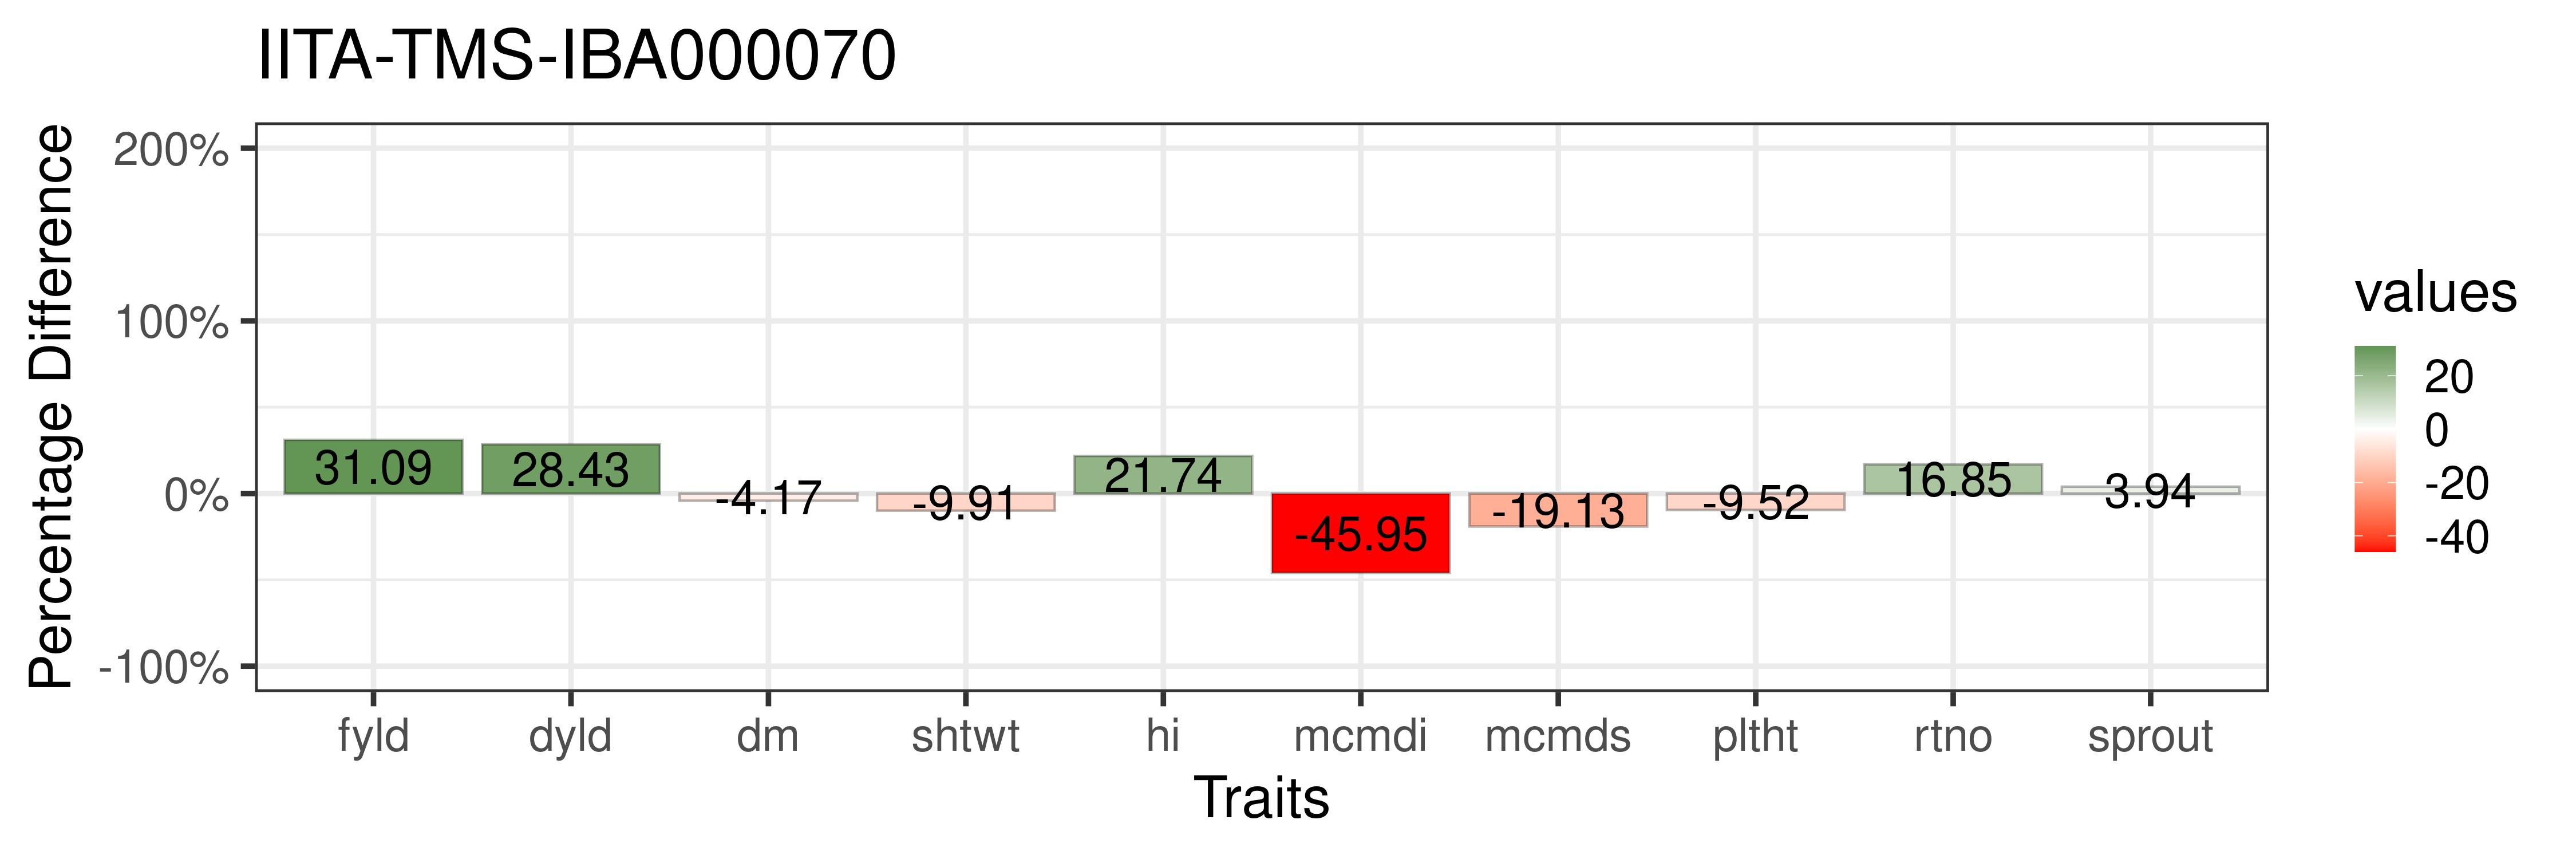 IITA-TMS-IBA000070
Percentage Difference
200%
100%
0%
-100%
31.09 28.43 -4.17 -9.91 21.74 -45.95 -19.13 -9.52 16.85 3.94
fyld dyld dm shtwt hi mcmdi mcmds pltht rtno sprout
Traits
values
20
0
-20
-40